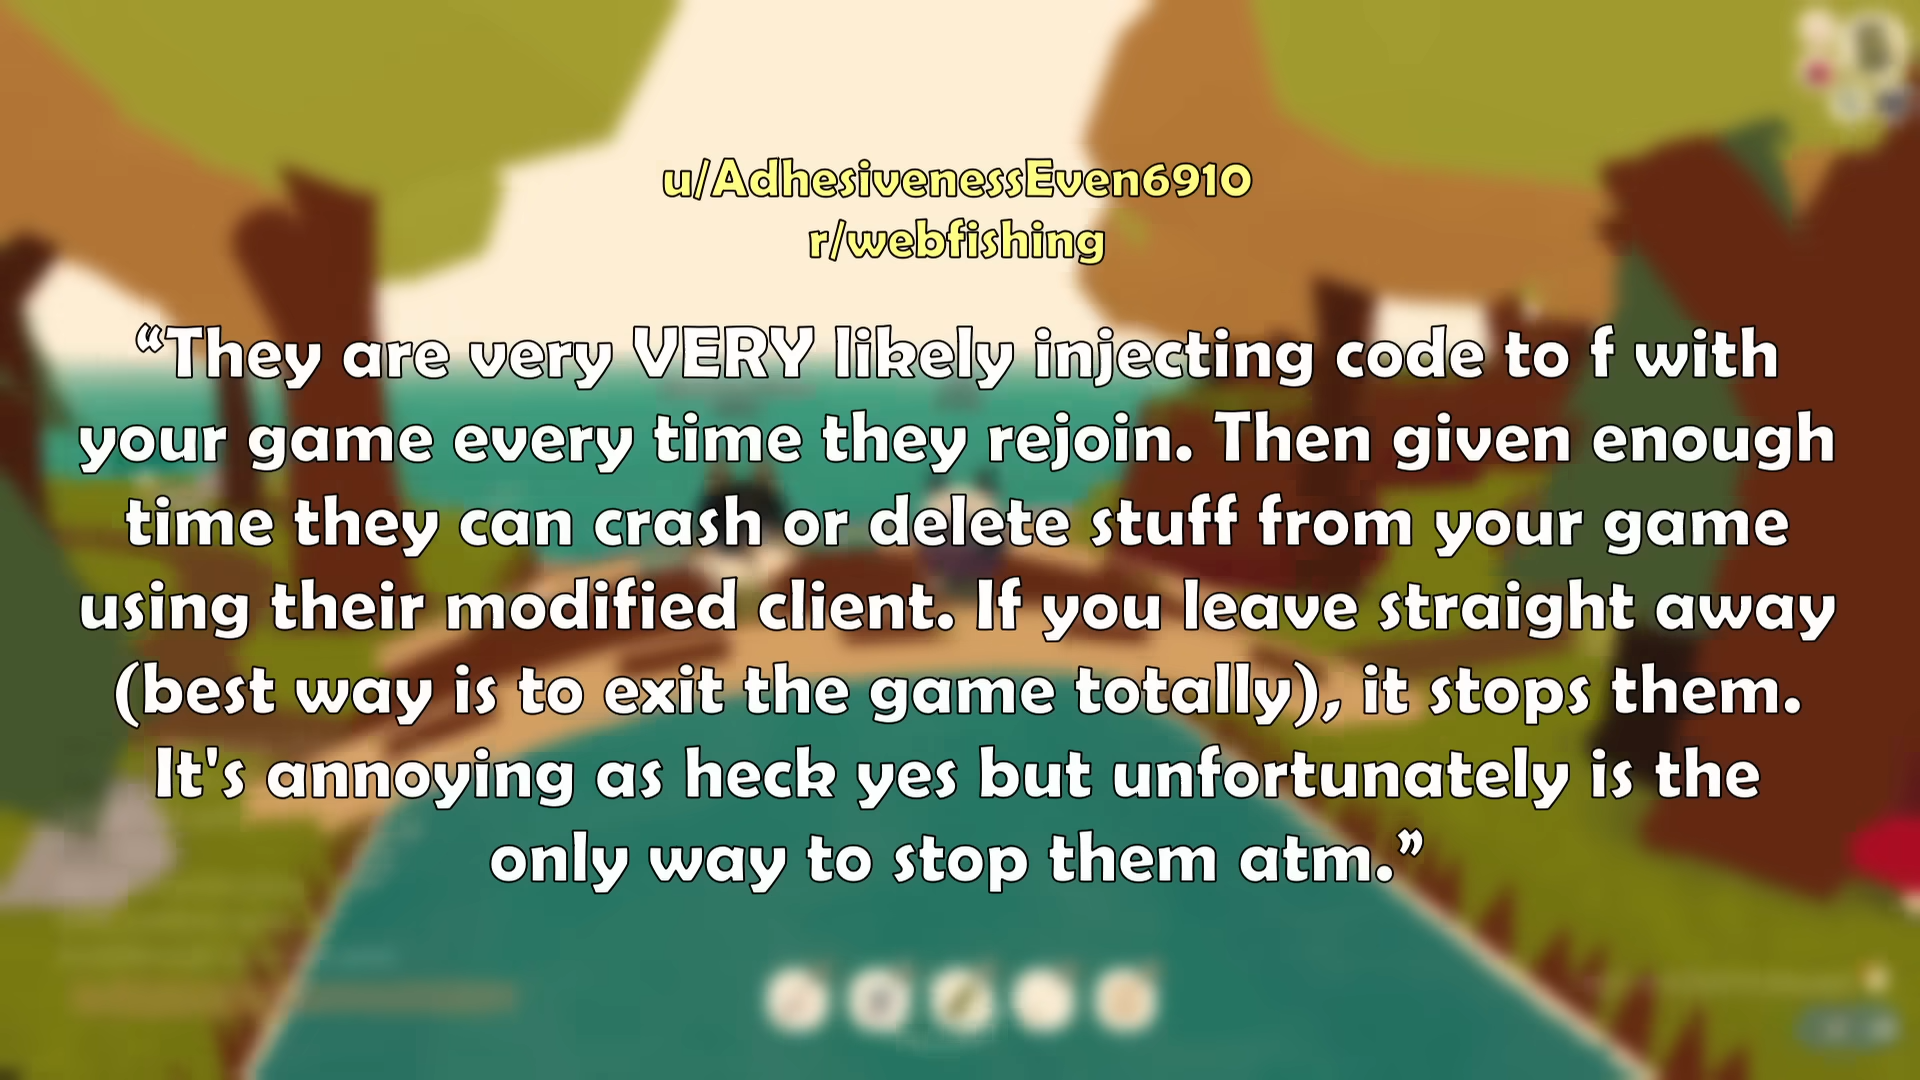 u/AdhesivenessEven6910
r/webfishing
“They are very VERY likely injecting code to f with
your game every time they rejoin. Then given enough
time they can crash or delete stuff from your game
using their modified client. If you leave straight away
(best way is to exit the game totally), it stops them.
It's annoying as heck yes but unfortunately is the
only way to stop them atm.”